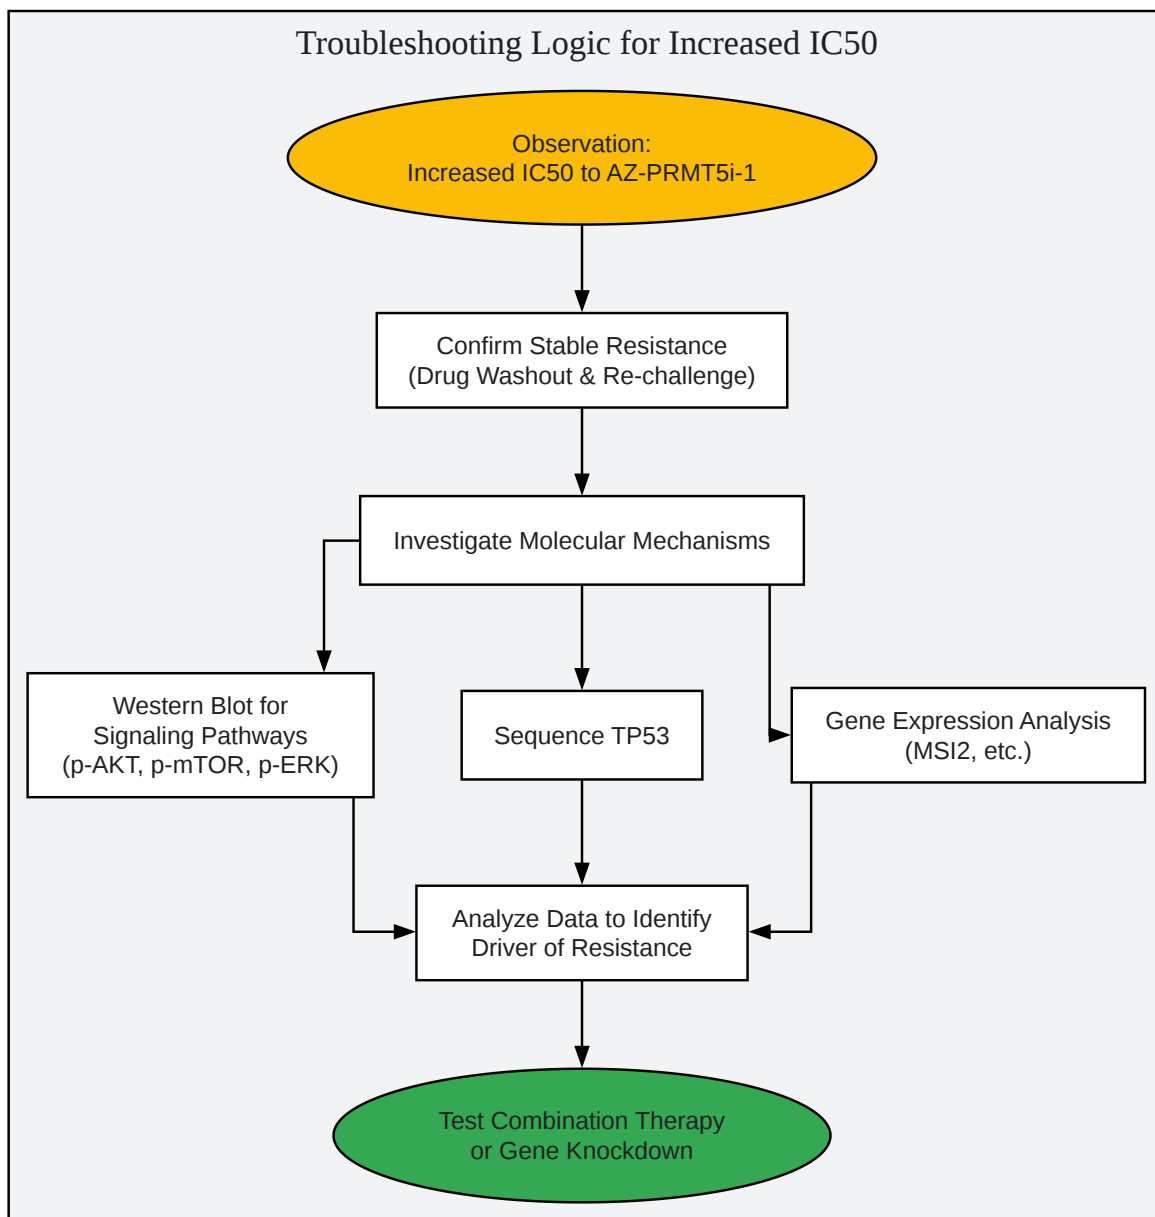 Troubleshooting Logic for Increased IC50
Observation:
Increased IC50 to AZ-PRMT5i-1
Confirm Stable Resistance
(Drug Washout & Re-challenge)
Investigate Molecular Mechanisms
Western Blot for
Signaling Pathways
(p-AKT, p-mTOR, p-ERK)
Sequence TP53
Gene Expression Analysis
(MSI2, etc.)
Analyze Data to Identify
Driver of Resistance
Test Combination Therapy
or Gene Knockdown